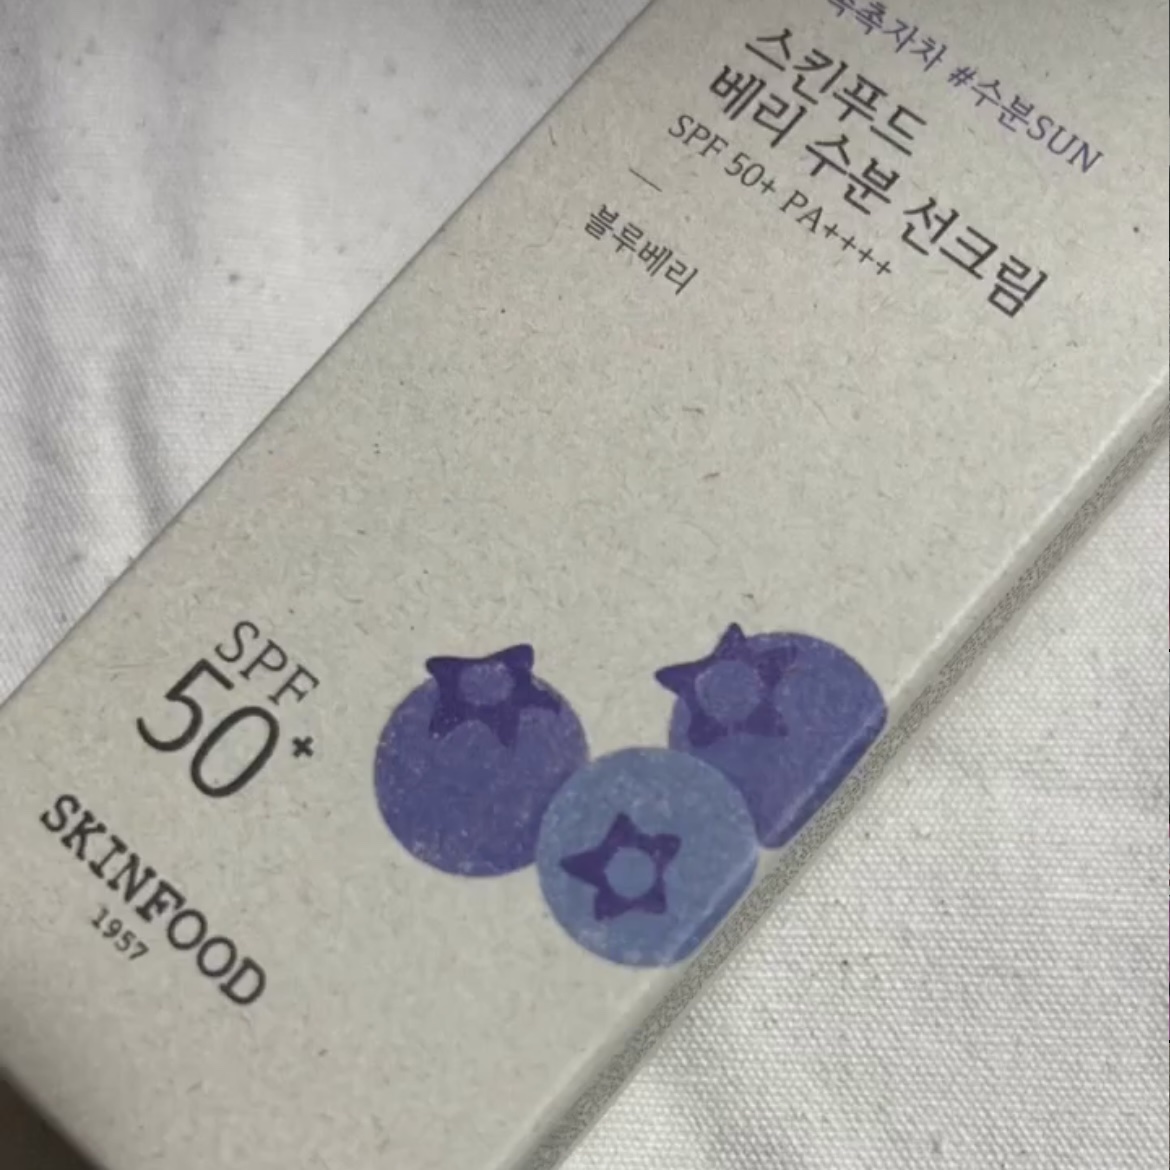 #수분SUN
스킨푸드
베리 수분 선크림
SPF 50+ PA++++
블루베리
SPF
50+
SKINFOOD
1957